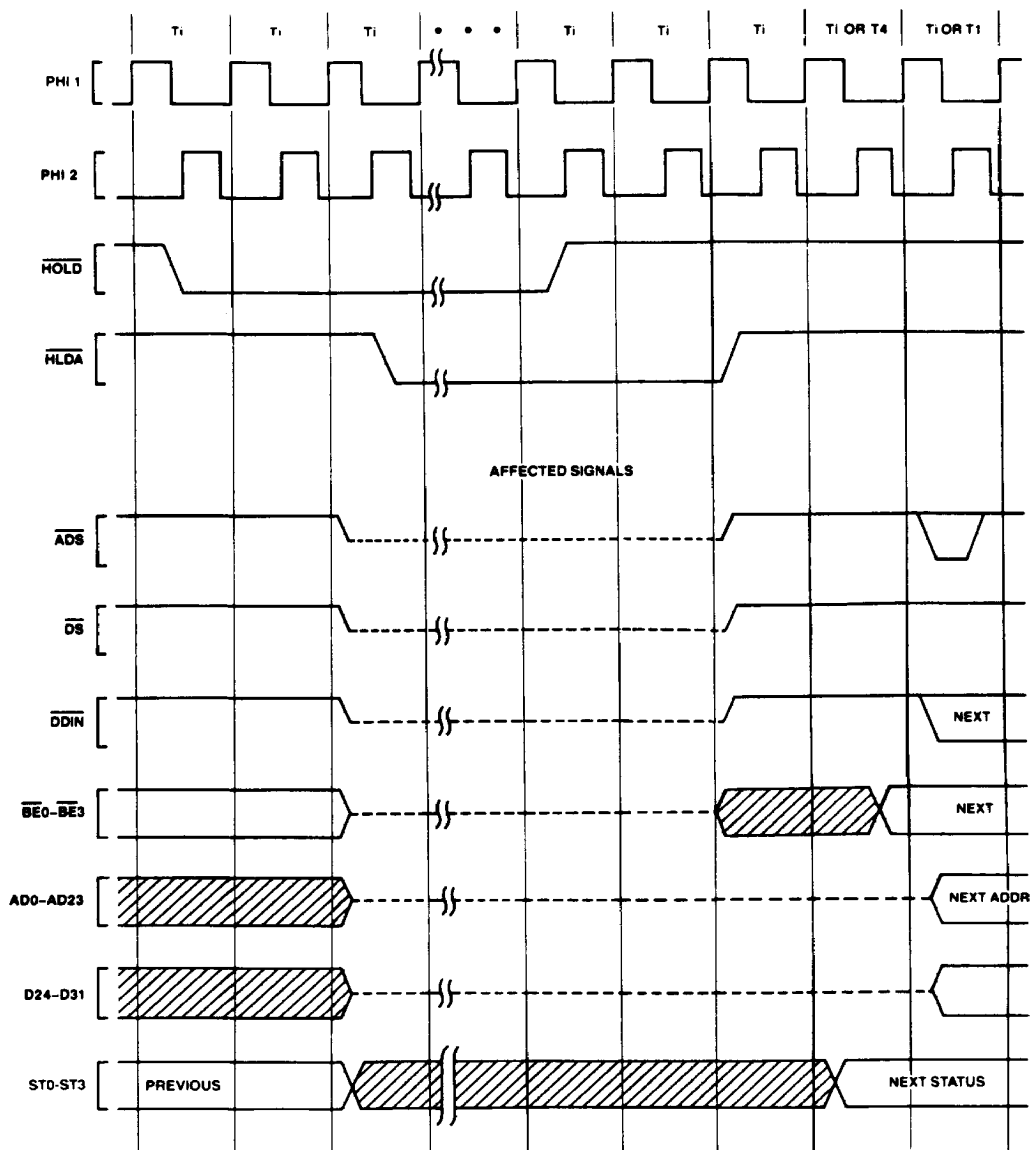 Ti Ti Ti • • • Ti Ti Ti Ti OR T4 Ti OR T1
PHI 1
PHI 2
HOLD
HLDA
AFFECTED SIGNALS
ADS
DS
DDIN NEXT
BE0–BE3 NEXT
AD0–AD23 NEXT ADDR
D24–D31
ST0-ST3 PREVIOUS NEXT STATUS